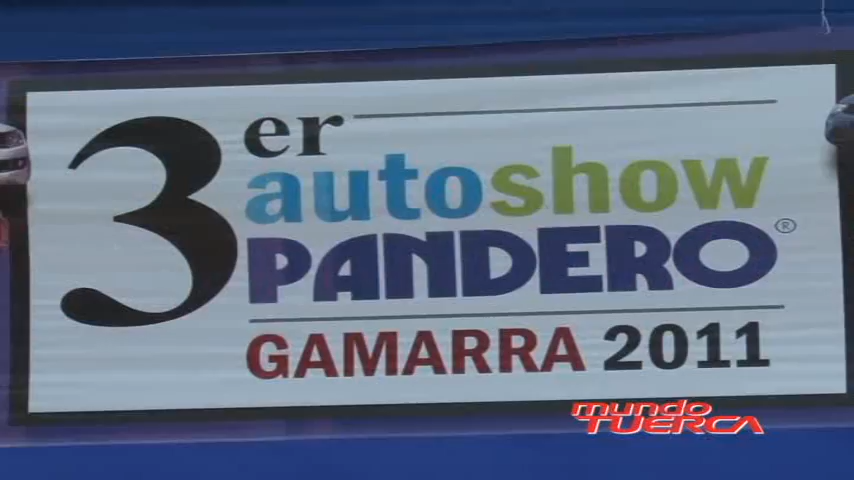 3er
autoshow
PANDERO®
GAMARRA 2011
mundo
TUERCA